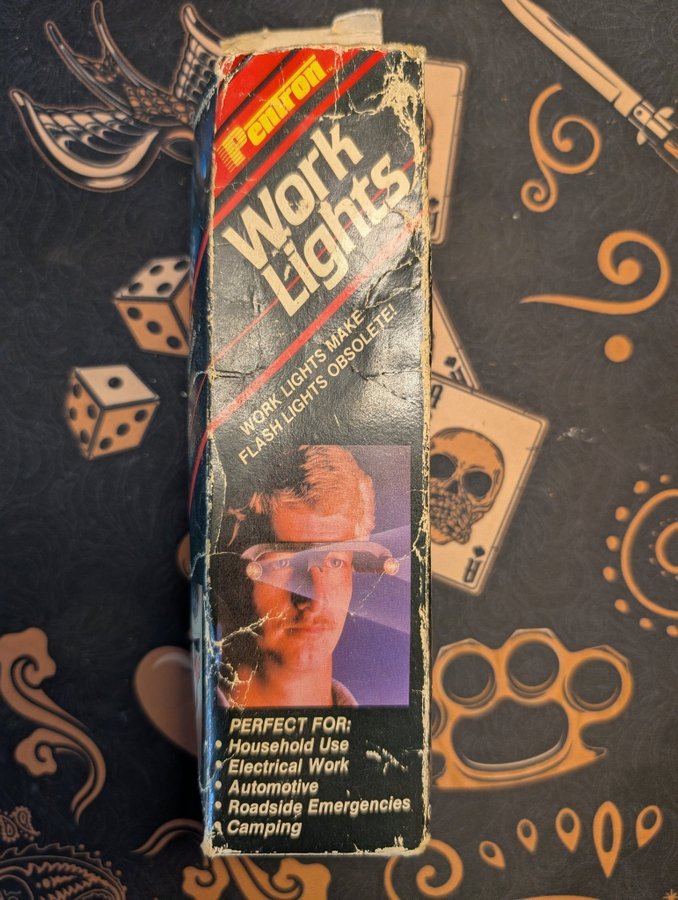 Pentron
Work
Lights
WORK LIGHTS MAKE
FLASH LIGHTS OBSOLETE!
PERFECT FOR:
• Household Use
• Electrical Work
• Automotive
• Roadside Emergencies
• Camping
A
A